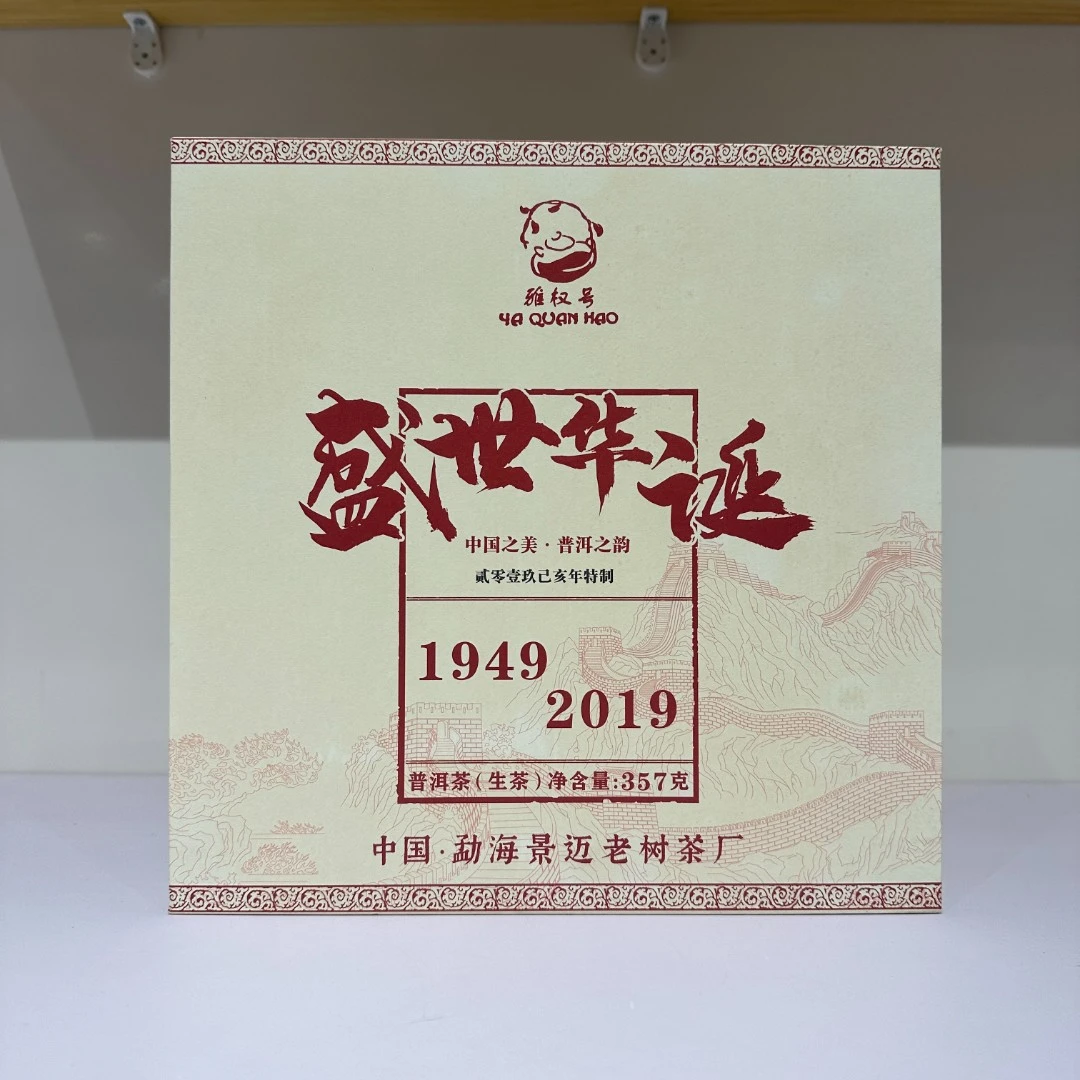 雅权号
YA QUAN HAO
盛世华诞
中国之美·普洱之韵
贰零壹玖己亥年特制
1949
2019
普洱茶(生茶)净含量:357克
中国·勐海景迈老树茶厂